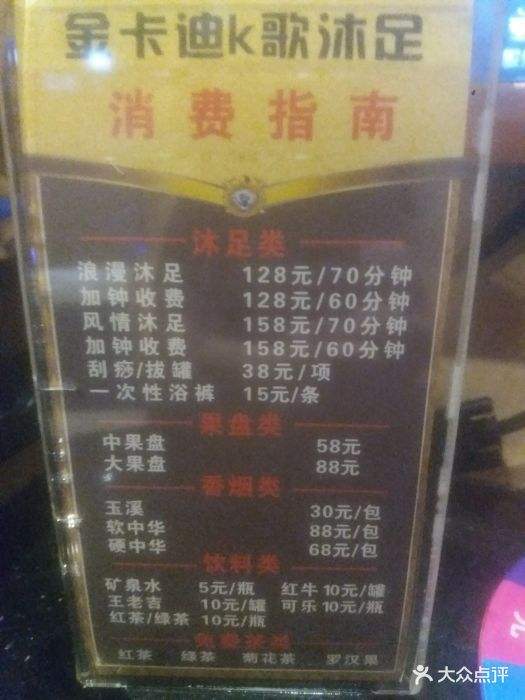 金卡迪k歌沐足
消费指南
沐足类
浪漫沐足 128元/70分钟
加钟收费 128元/60分钟
风情沐足 158元/70分钟
加钟收费 158元/60分钟
刮痧/拔罐 38元/项
一次性浴裤 15元/条
果盘类
中果盘 58元
大果盘 88元
香烟类
玉溪 30元/包
软中华 88元/包
硬中华 68元/包
饮料类
矿泉水 5元/瓶 红牛 10元/罐
王老吉 10元/罐 可乐 10元/瓶
红茶/绿茶 10元/瓶
免费茶类
红茶 绿茶 菊花茶 罗汉果
大众点评